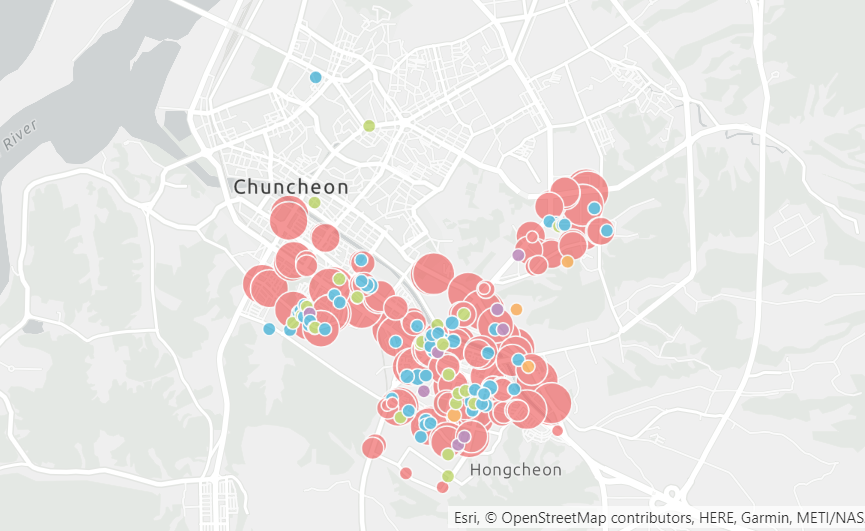 River
Chuncheon
Hongcheon
Esri, © OpenStreetMap contributors, HERE, Garmin, METI/NAS